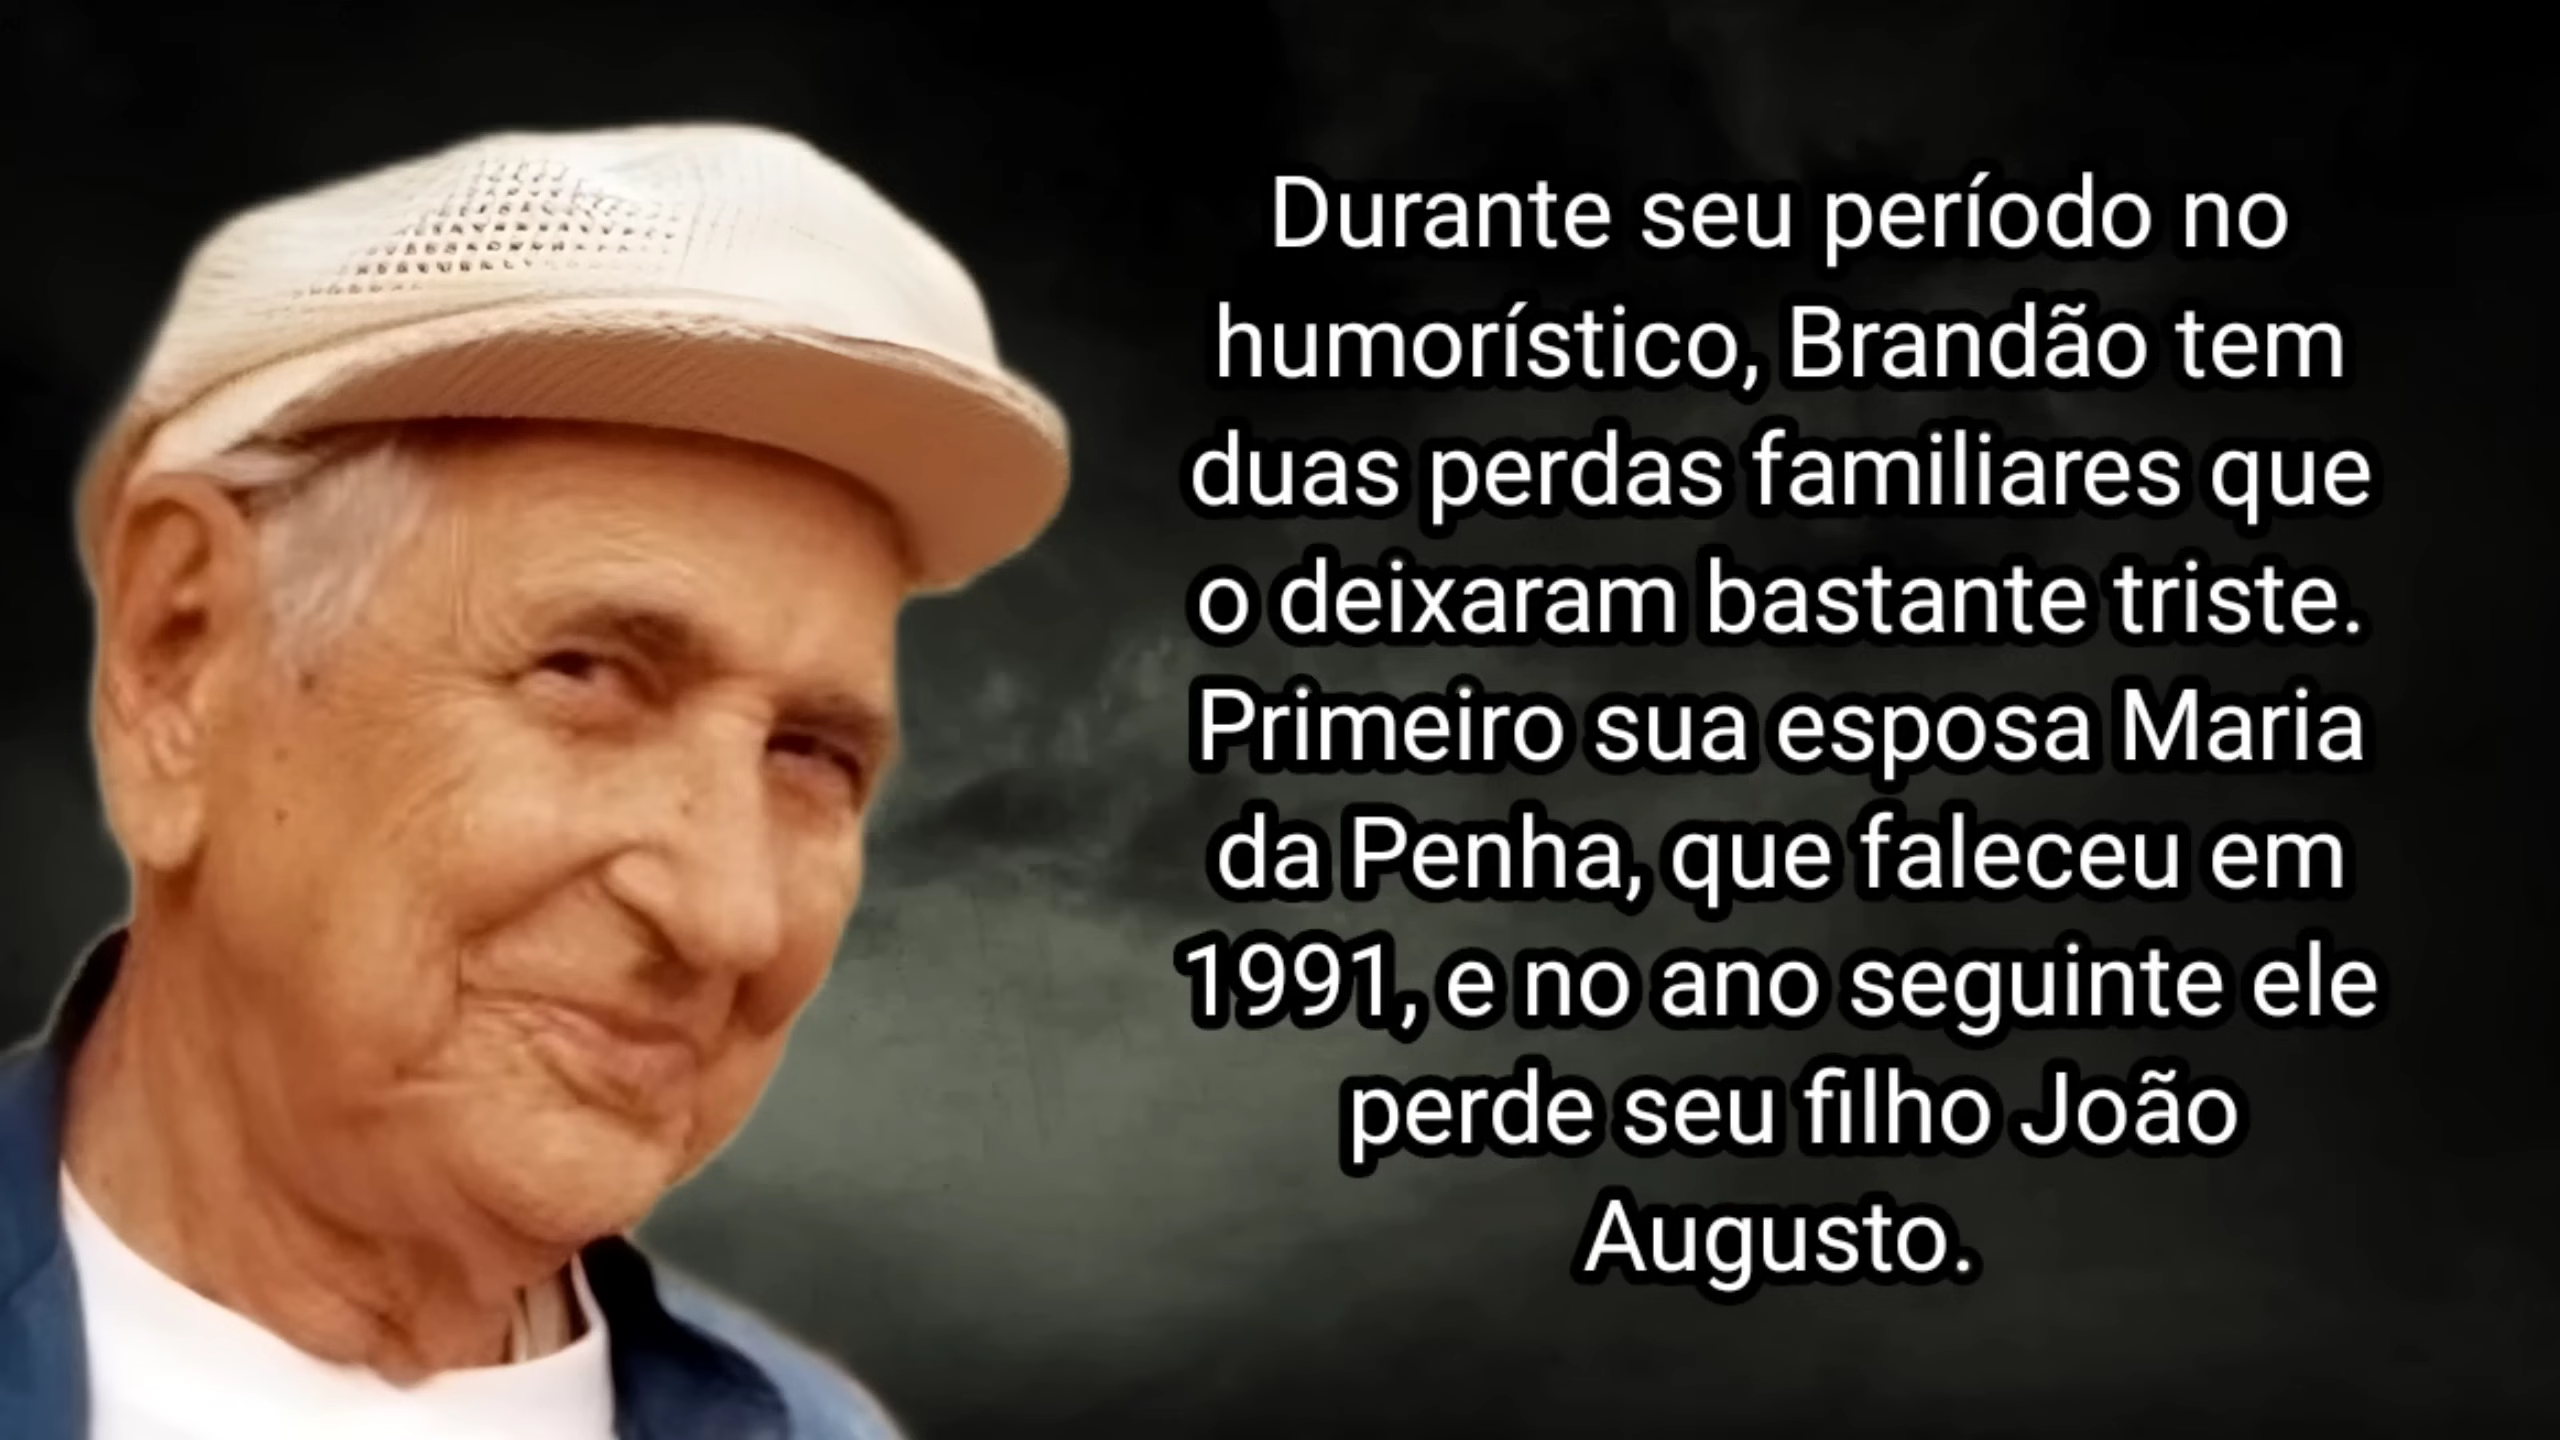 Durante seu período no
humorístico, Brandão tem
duas perdas familiares que
o deixaram bastante triste.
Primeiro sua esposa Maria
da Penha, que faleceu em
1991, e no ano seguinte ele
perde seu filho João
Augusto.